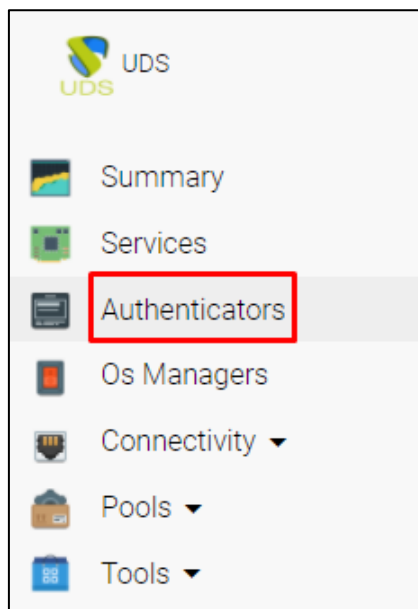 UDS
UDS
Summary
Services
Authenticators
Os Managers
Connectivity
Pools
Tools